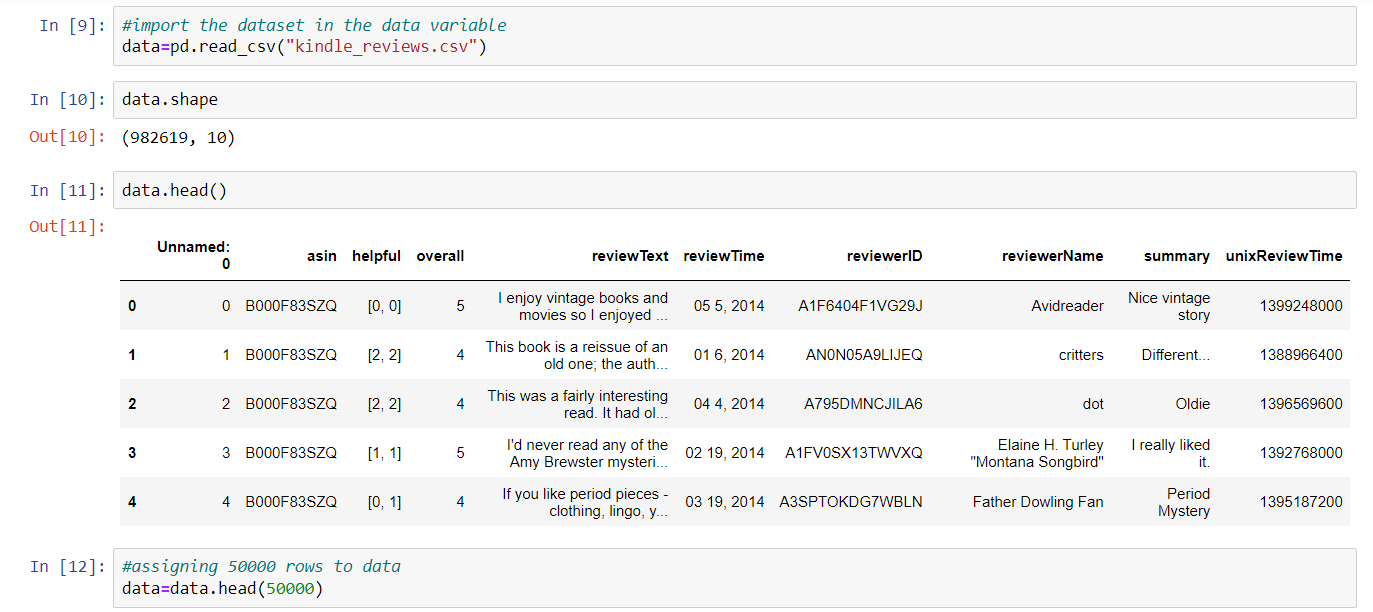 In [9]: #import the dataset in the data variable
data=pd.read_csv("kindle_reviews.csv")
In [10]: data.shape
Out[10]: (982619, 10)
In [11]: data.head()
Out[11]:
Unnamed: 0 asin helpful overall reviewText reviewTime reviewerID reviewerName summary unixReviewTime
0 0 B000F83SZQ [0, 0] 5 I enjoy vintage books and movies so I enjoyed ... 05 5, 2014 A1F6404F1VG29J Avidreader Nice vintage story 1399248000
1 1 B000F83SZQ [2, 2] 4 This book is a reissue of an old one; the auth... 01 6, 2014 AN0N05A9LIJEQ critters Different... 1388966400
2 2 B000F83SZQ [2, 2] 4 This was a fairly interesting read. It had ol... 04 4, 2014 A795DMNCJILA6 dot Oldie 1396569600
3 3 B000F83SZQ [1, 1] 5 I'd never read any of the Amy Brewster mysteri... 02 19, 2014 A1FV0SX13TWVXQ Elaine H. Turley "Montana Songbird" I really liked it. 1392768000
4 4 B000F83SZQ [0, 1] 4 If you like period pieces - clothing, lingo, y... 03 19, 2014 A3SPTOKDG7WBLN Father Dowling Fan Period Mystery 1395187200
In [12]: #assigning 50000 rows to data
data=data.head(50000)